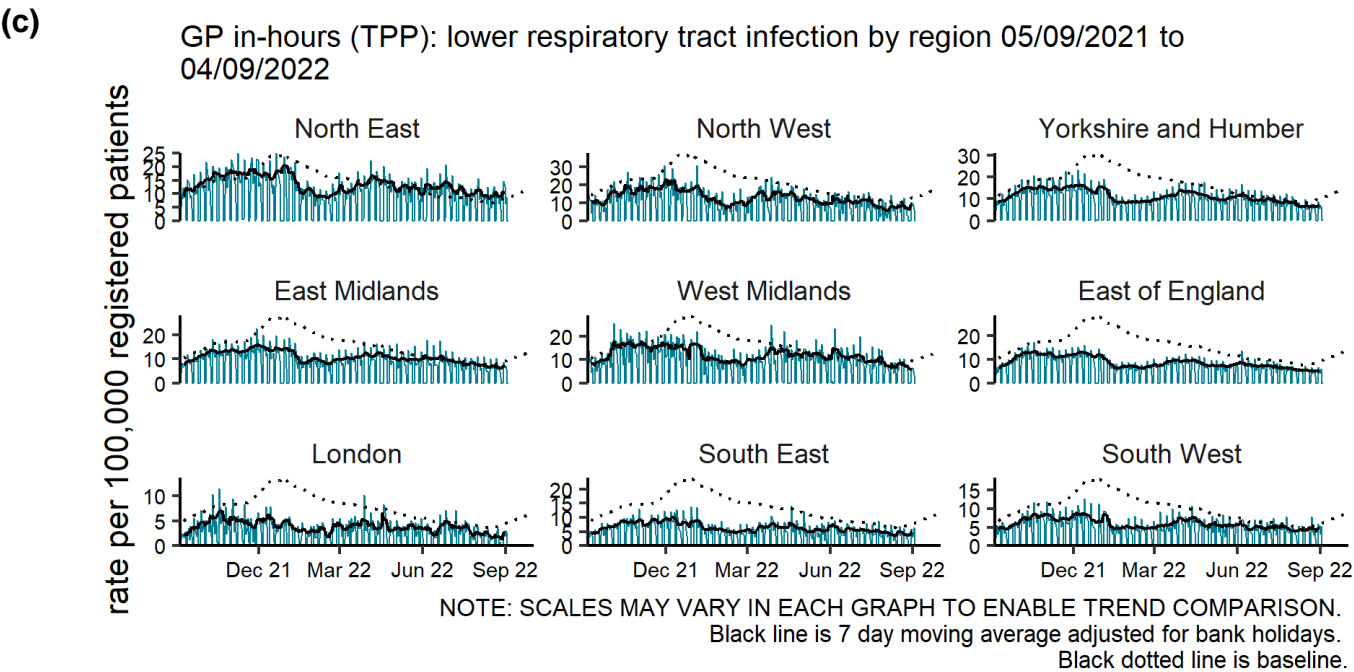 (c)
GP in-hours (TPP): lower respiratory tract infection by region 05/09/2021 to
04/09/2022
rate per 100,000 registered patients
North East
25
20
15
10
5
0
North West
30
20
10
0
Yorkshire and Humber
30
20
10
0
East Midlands
20
10
0
West Midlands
20
10
0
East of England
20
10
0
London
10
5
0
South East
20
15
10
5
0
South West
15
10
5
0
Dec 21 Mar 22 Jun 22 Sep 22
Dec 21 Mar 22 Jun 22 Sep 22
Dec 21 Mar 22 Jun 22 Sep 22
NOTE: SCALES MAY VARY IN EACH GRAPH TO ENABLE TREND COMPARISON.
Black line is 7 day moving average adjusted for bank holidays.
Black dotted line is baseline.